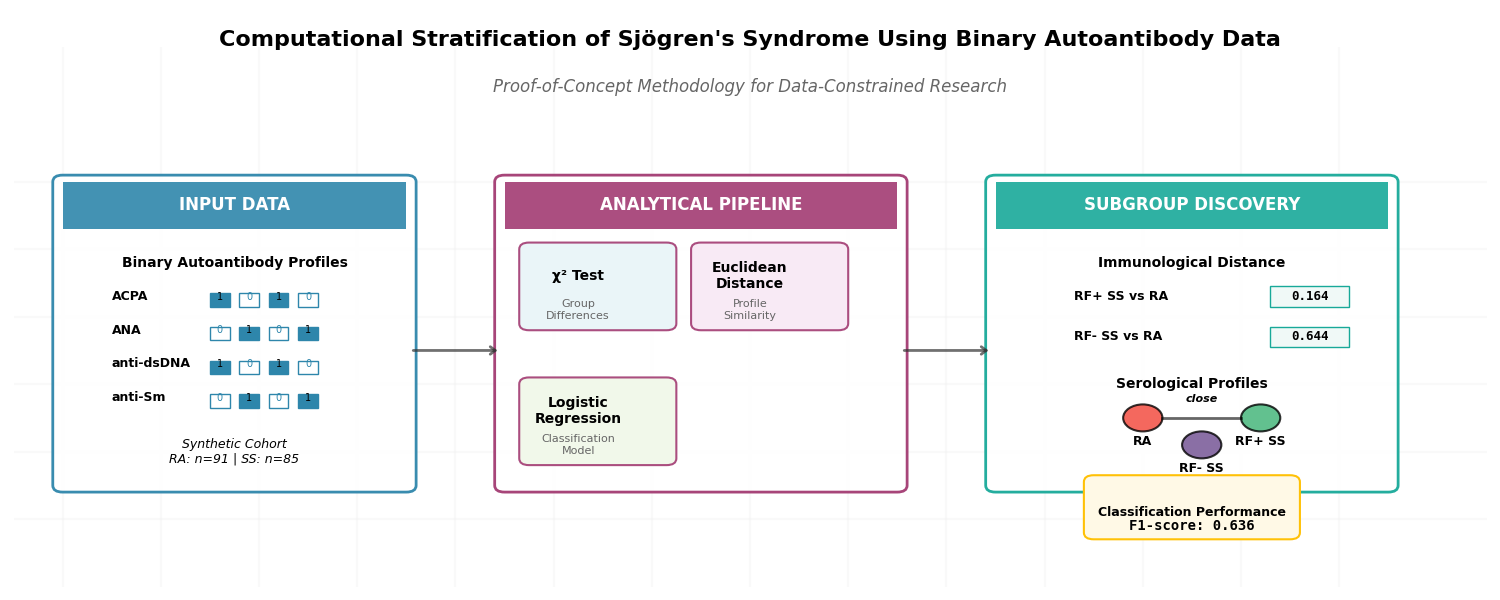 Computational Stratification of Sjögren's Syndrome Using Binary Autoantibody Data
Proof-of-Concept Methodology for Data-Constrained Research
INPUT DATA
Binary Autoantibody Profiles
ACPA 1 0 1 0
ANA 0 1 0 1
anti-dsDNA 1 0 1 0
anti-Sm 0 1 0 1
Synthetic Cohort
RA: n=91 | SS: n=85
ANALYTICAL PIPELINE
χ² Test
Group
Differences
Euclidean
Distance
Profile
Similarity
Logistic
Regression
Classification
Model
SUBGROUP DISCOVERY
Immunological Distance
RF+ SS vs RA 0.164
RF- SS vs RA 0.644
Serological Profiles
close
RA RF+ SS
RF- SS
Classification Performance
F1-score: 0.636